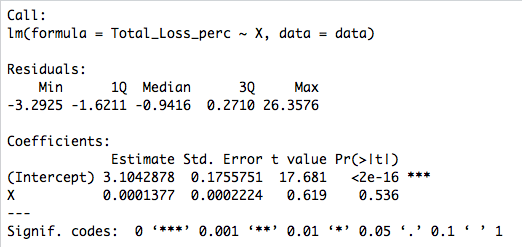 Call:
lm(formula = Total_Loss_perc ~ X, data = data)
Residuals:
Min 1Q Median 3Q Max
-3.2925 -1.6211 -0.9416 0.2710 26.3576
Coefficients:
Estimate Std. Error t value Pr(>|t|)
(Intercept) 3.1042878 0.1755751 17.681 <2e-16 ***
X 0.0001377 0.0002224 0.619 0.536
---
Signif. codes: 0 ‘***’ 0.001 ‘**’ 0.01 ‘*’ 0.05 ‘.’ 0.1 ‘ ’ 1